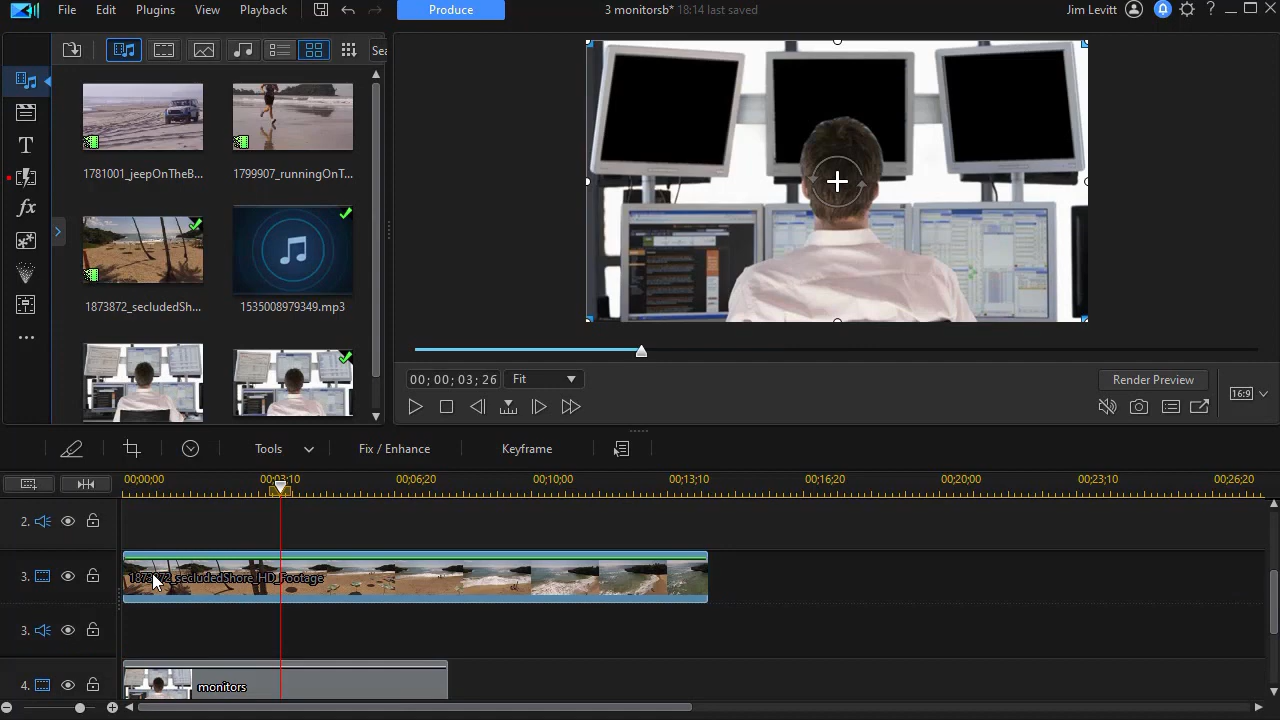 File Edit Plugins View Playback Produce 3 monitorsb* 18:14 last saved Jim Levitt ?
Sea
1781001_jeepOnTheB... 1799907_runningOnT...
1873872_secludedSh... 1535008979349.mp3
00; 00; 03; 26 Fit Render Preview 16:9
Tools Fix / Enhance Keyframe
00;00;00 00;03;10 00;06;20 00;10;00 00;13;10 00;16;20 00;20;00 00;23;10 00;26;20
2.
3. 1873872_secludedShore_HD_Footage
3.
4. monitors